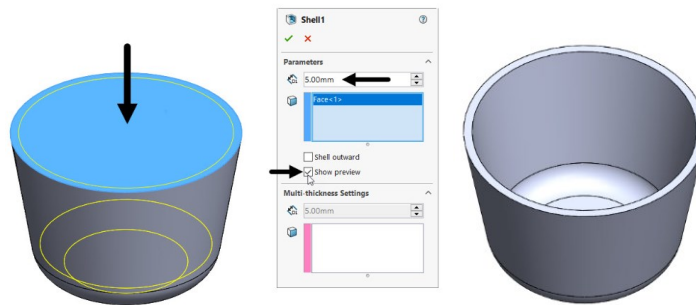 Shell1
Parameters
5.00mm
Face<1>
Shell outward
Show preview
Multi-thickness Settings
5.00mm